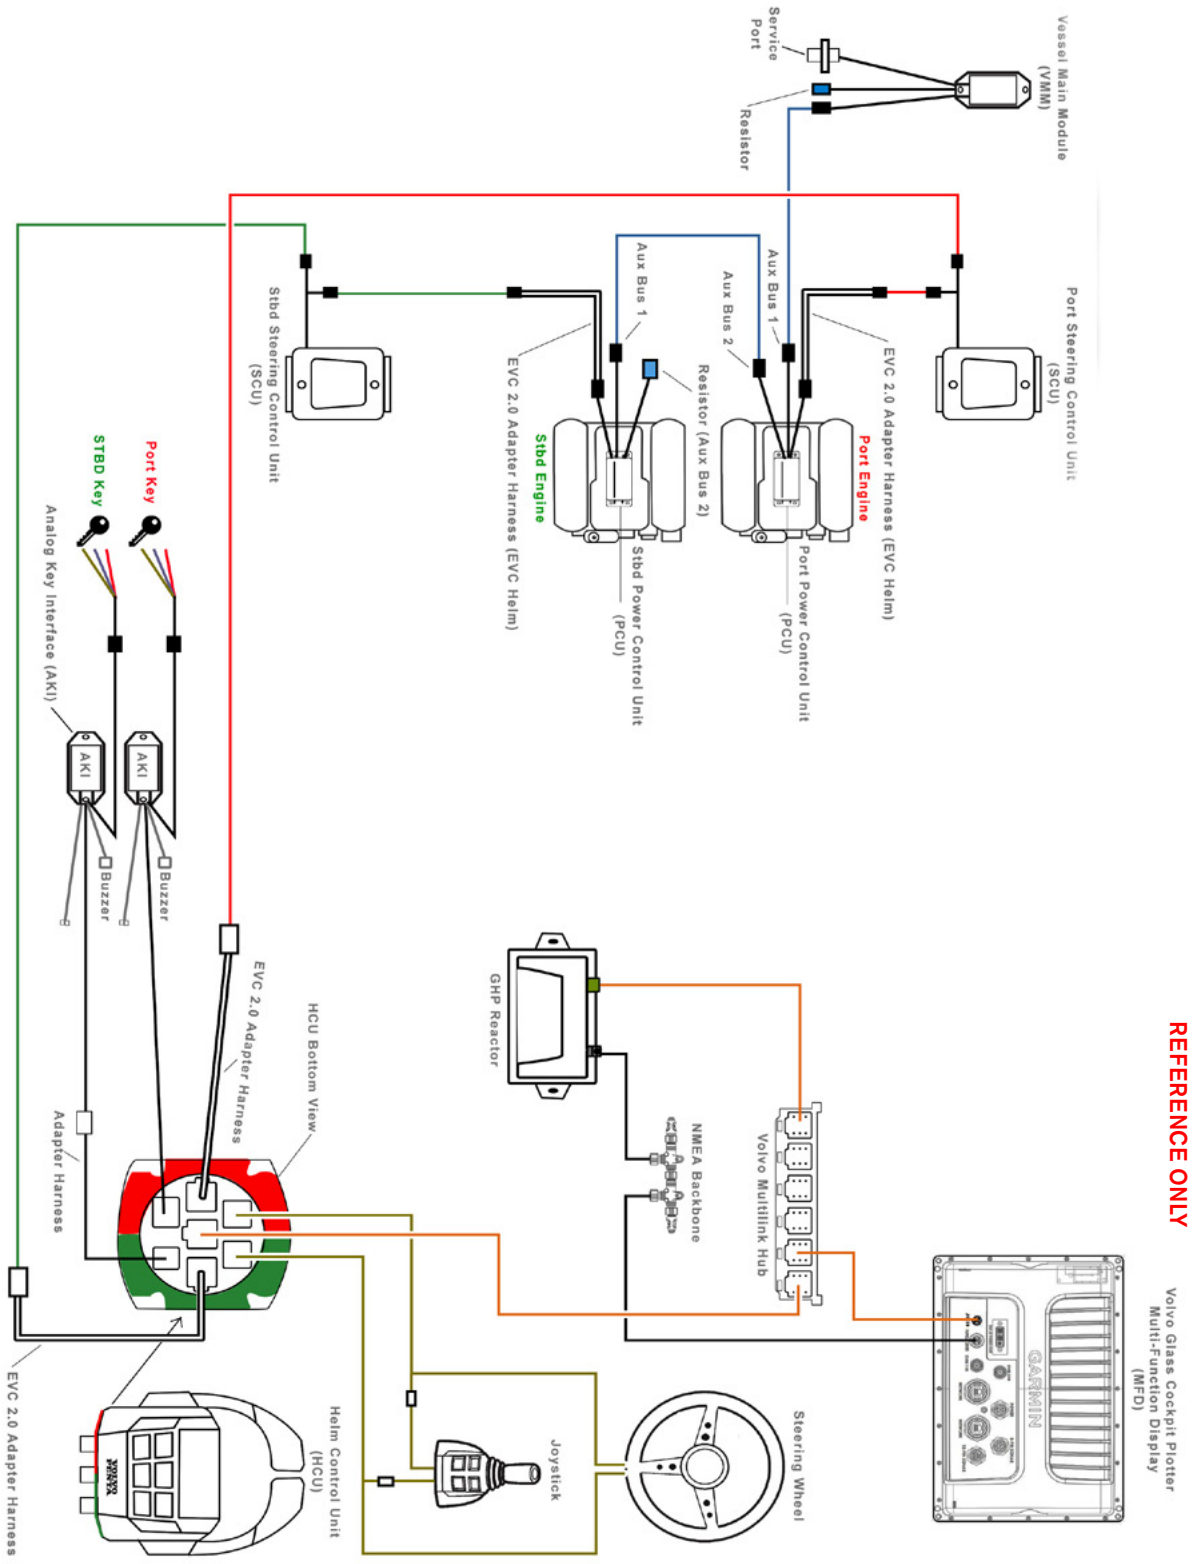 REFERENCE ONLY
Vessel Main Module
(VMM)
Service
Port
Resistor
Port Steering Control Unit
(SCU)
Stbd Steering Control Unit
(SCU)
Aux Bus 1
Aux Bus 2
Aux Bus 1
EVC 2.0 Adapter Harness (EVC Helm)
EVC 2.0 Adapter Harness (EVC Helm)
Resistor (Aux Bus 2)
Port Engine
Stbd Engine
Port Power Control Unit
(PCU)
Stbd Power Control Unit
(PCU)
Port Key
STBD Key
Analog Key Interface (AKI)
AKI
AKI
Buzzer
Buzzer
EVC 2.0 Adapter Harness
HCU Bottom View
Adapter Harness
EVC 2.0 Adapter Harness
GHP Reactor
NMEA Backbone
Volvo Multilink Hub
Volvo Glass Cockpit Plotter
Multi-Function Display
(MFD)
GARMIN
Steering Wheel
Joystick
Helm Control Unit
(HCU)
VOLVO
PENTA